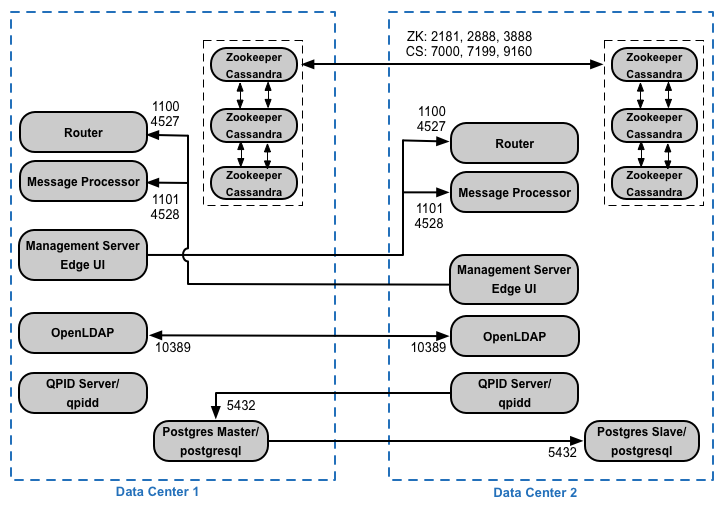 ZK: 2181, 2888, 3888
CS: 7000, 7199, 9160
Zookeeper
Cassandra
Zookeeper
Cassandra
Zookeeper
Cassandra
1100
4527
Router
Message Processor
1101
4528
Management Server
Edge UI
OpenLDAP
10389
QPID Server/
qpidd
5432
Postgres Master/
postgresql
Data Center 1
Zookeeper
Cassandra
Zookeeper
Cassandra
Zookeeper
Cassandra
1100
4527
Router
Message Processor
1101
4528
Management Server
Edge UI
10389
OpenLDAP
QPID Server/
qpidd
Postgres Slave/
postgresql
5432
Data Center 2